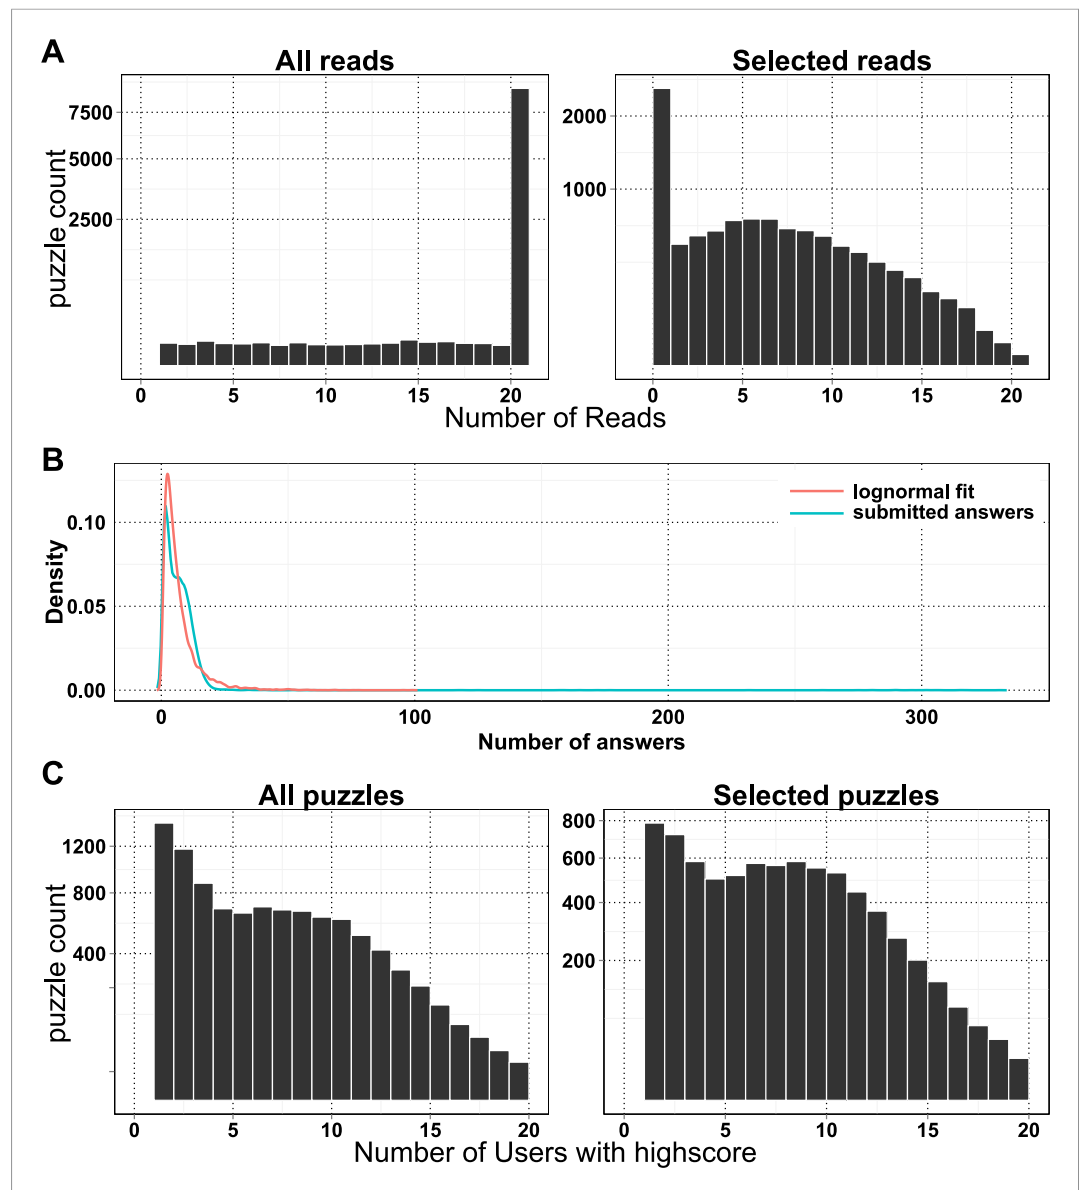 A
All reads
Selected reads
puzzle count
7500
5000
2500
2000
1000
0 5 10 15 20
0 5 10 15 20
Number of Reads
B
lognormal fit
submitted answers
Density
0.10
0.05
0.00
0 100 200 300
Number of answers
C
All puzzles
Selected puzzles
puzzle count
1200
800
400
800
600
400
200
0 5 10 15 20
0 5 10 15 20
Number of Users with highscore